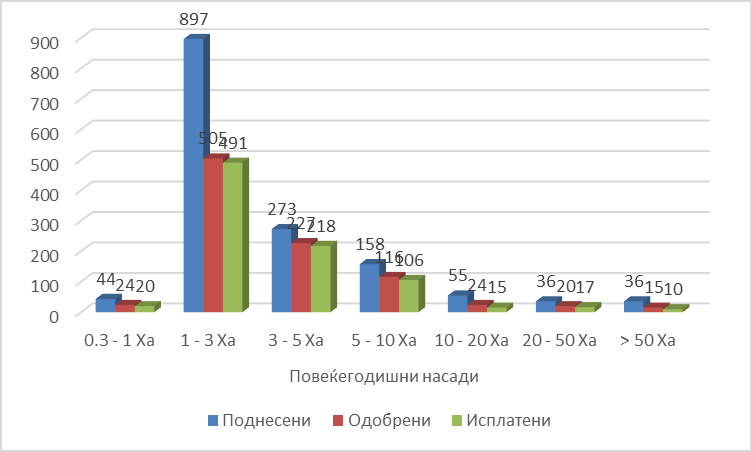 897
900
800
700
600
505
491
500
400
273
227
218
300
158
116
106
200
44
24
20
55
24
15
36
20
17
36
15
10
100
0
0.3 - 1 Ха
1 - 3 Ха
3 - 5 Ха
5 - 10 Ха
10 - 20 Ха
20 - 50 Ха
> 50 Ха
Повеќегодишни насади
Поднесени
Одобрени
Исплатени